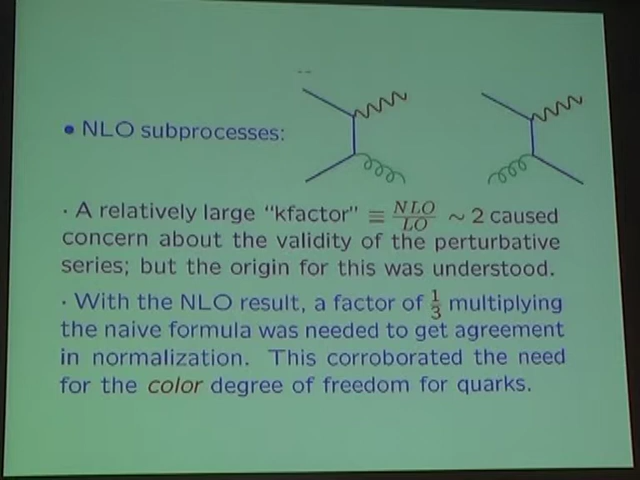 • NLO subprocesses:
· A relatively large "kfactor" ≡ NLO/LO ∼ 2 caused
concern about the validity of the perturbative
series; but the origin for this was understood.
· With the NLO result, a factor of 1/3 multiplying
the naive formula was needed to get agreement
in normalization. This corroborated the need
for the color degree of freedom for quarks.